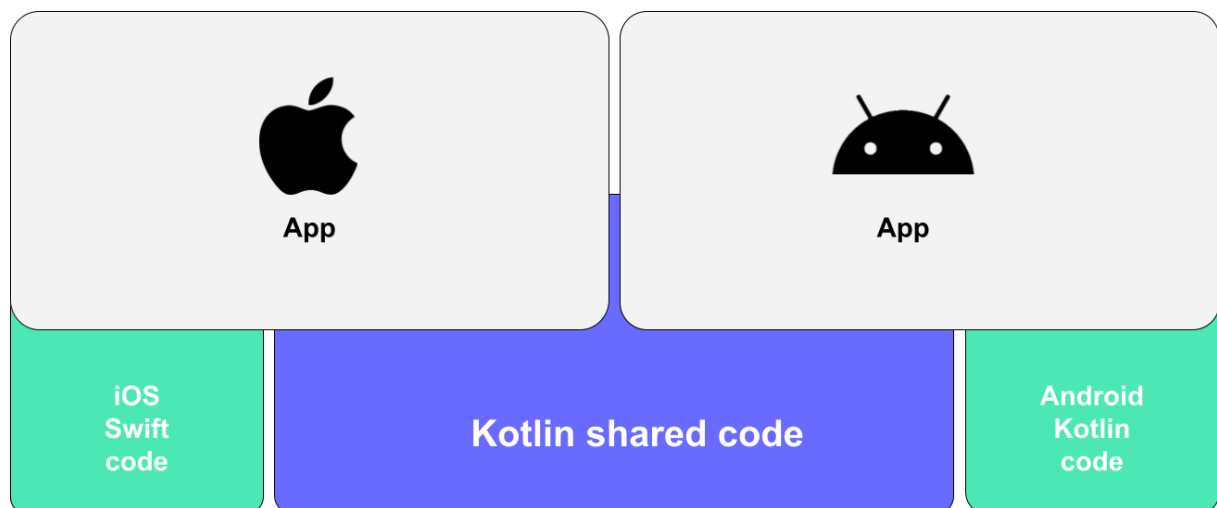 App
App
iOS
Swift
code
Kotlin shared code
Android
Kotlin
code